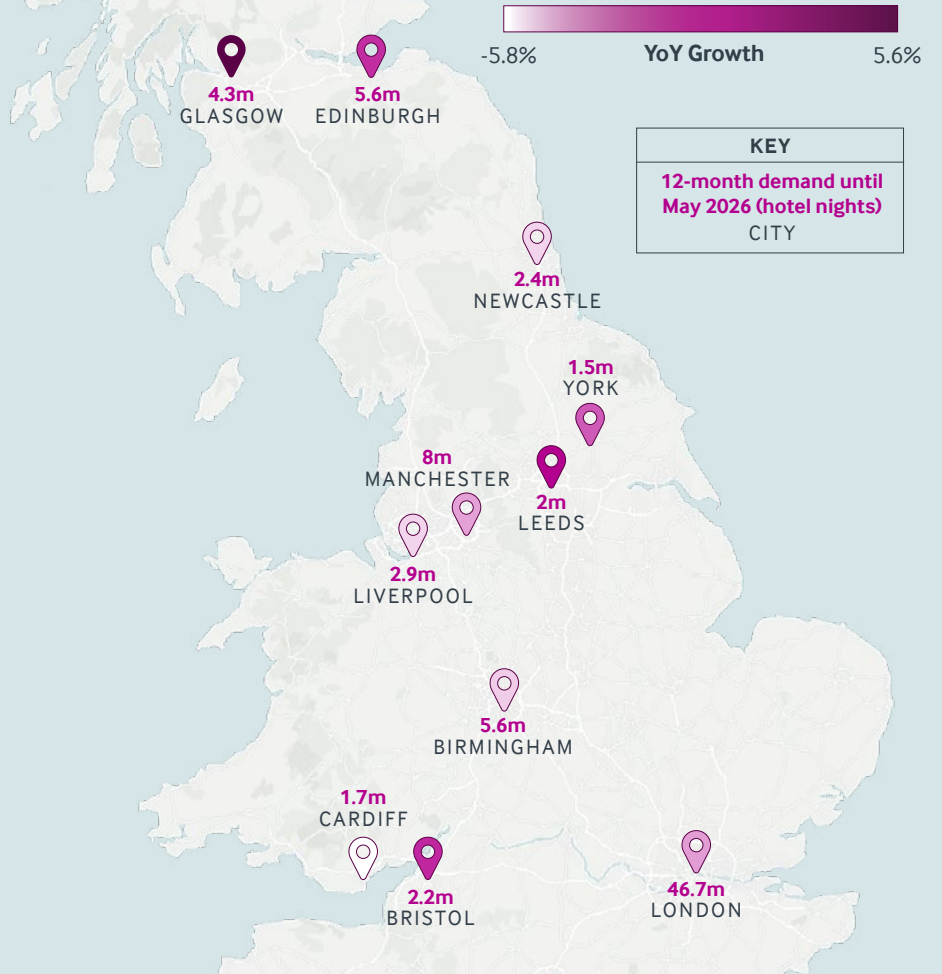 -5.8%
YoY Growth
5.6%
4.3m
GLASGOW
5.6m
EDINBURGH
KEY
12-month demand until
May 2026 (hotel nights)
CITY
2.4m
NEWCASTLE
1.5m
YORK
8m
MANCHESTER
2m
LEEDS
2.9m
LIVERPOOL
5.6m
BIRMINGHAM
1.7m
CARDIFF
2.2m
BRISTOL
46.7m
LONDON